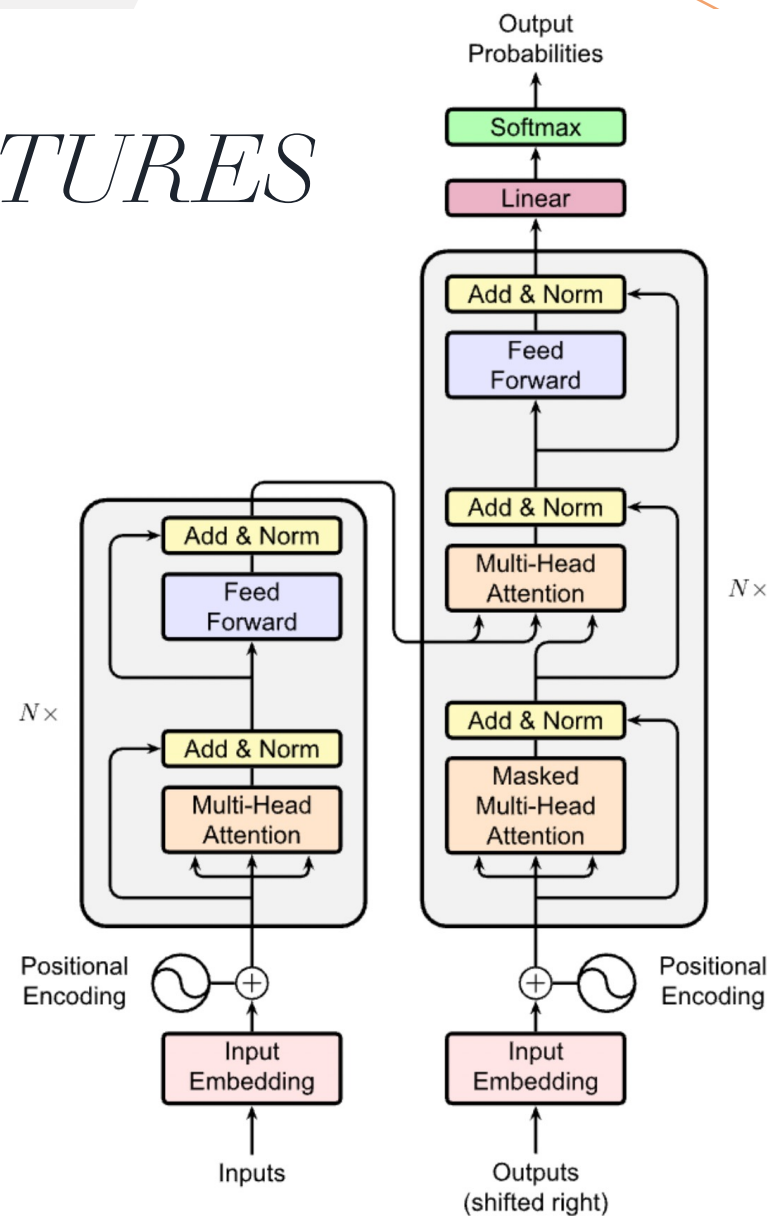 TURES
Output
Probabilities
Softmax
Linear
Add & Norm
Feed
Forward
Add & Norm
Multi-Head
Attention
N×
Add & Norm
Masked
Multi-Head
Attention
Add & Norm
Feed
Forward
N×
Add & Norm
Multi-Head
Attention
Positional
Encoding
Positional
Encoding
Input
Embedding
Input
Embedding
Inputs
Outputs
(shifted right)